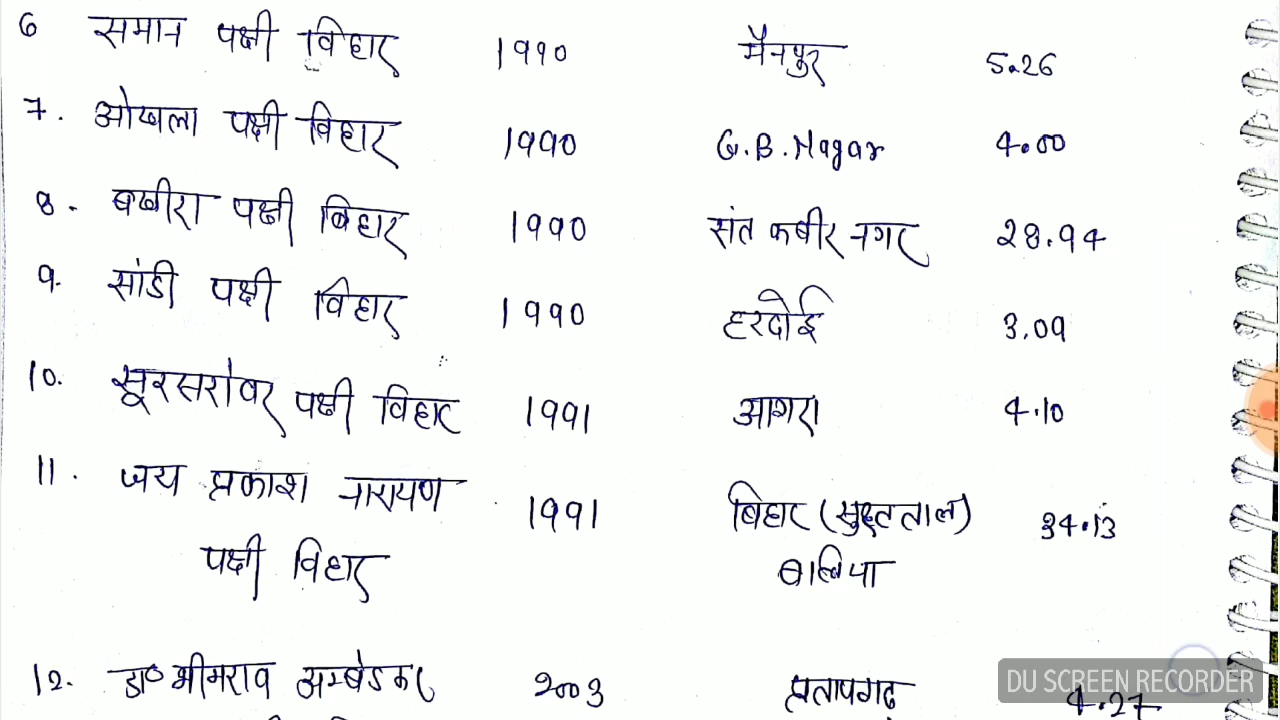 6 समान पक्षी विहार 1990 मैनपुर 5.26
7. ओखला पक्षी विहार 1990 G.B. Nagar 4.00
8. बखीरा पक्षी विहार 1990 संत कबीर नगर 28.94
9. सांडी पक्षी विहार 1990 हरदोई 3.09
10. सूरसरोवर पक्षी विहार 1991 आगरा 4.10
11. जय प्रकाश नारायण 1991 बिहार ( 34.13
पक्षी विहार बालिया
12. डा० भीमराव अम्बेडकर 2003 प्रतापगढ़ 4.27
DU SCREEN RECORDER